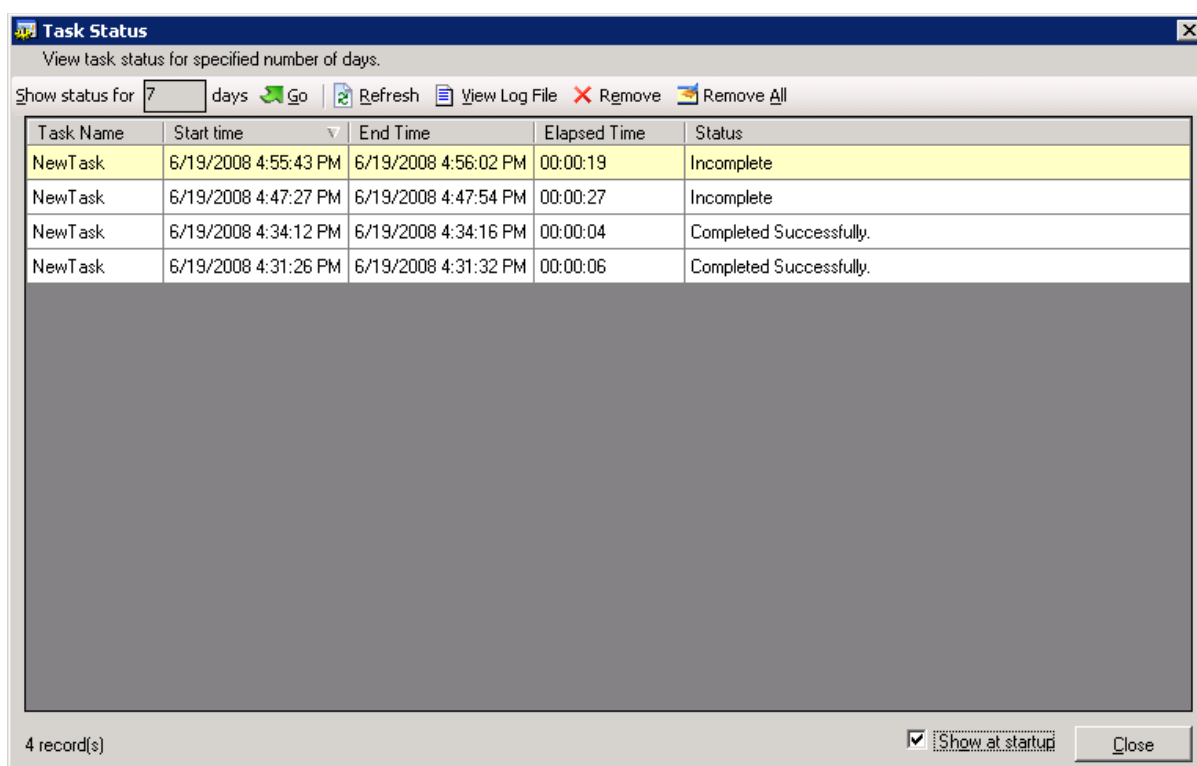 Task Status
View task status for specified number of days.
Show status for 7 days Go Refresh View Log File Remove Remove All
Task Name Start time End Time Elapsed Time Status
NewTask 6/19/2008 4:55:43 PM 6/19/2008 4:56:02 PM 00:00:19 Incomplete
NewTask 6/19/2008 4:47:27 PM 6/19/2008 4:47:54 PM 00:00:27 Incomplete
NewTask 6/19/2008 4:34:12 PM 6/19/2008 4:34:16 PM 00:00:04 Completed Successfully.
NewTask 6/19/2008 4:31:26 PM 6/19/2008 4:31:32 PM 00:00:06 Completed Successfully.
4 record(s) Show at startup Close